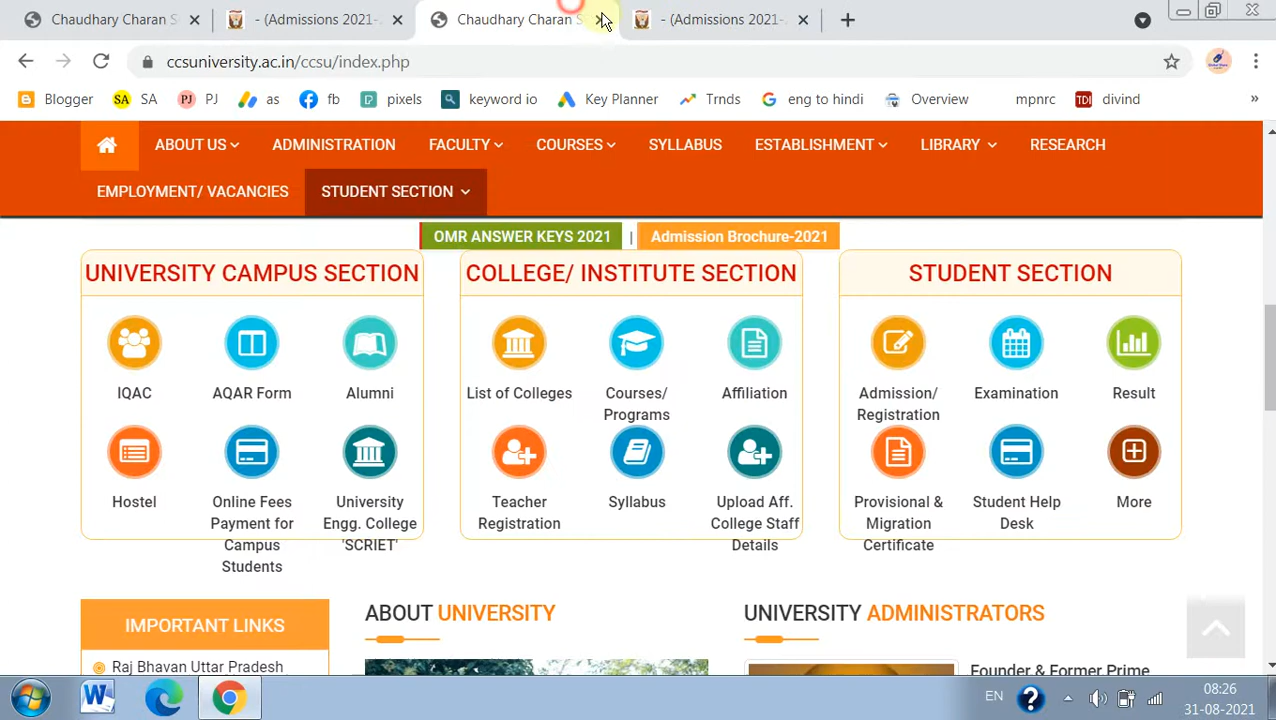 Chaudhary Charan S
- (Admissions 2021-
Chaudhary Charan S
- (Admissions 2021-
ccsuniversity.ac.in/ccsu/index.php
Blogger SA SA PJ PJ as fb pixels keyword io Key Planner Trnds eng to hindi Overview mpnrc TDI divind
ABOUT US ADMINISTRATION FACULTY COURSES SYLLABUS ESTABLISHMENT LIBRARY RESEARCH
EMPLOYMENT/ VACANCIES STUDENT SECTION
OMR ANSWER KEYS 2021 | Admission Brochure-2021
UNIVERSITY CAMPUS SECTION
IQAC
AQAR Form
Alumni
Hostel
Online Fees
Payment for
Campus
Students
University
Engg. College
'SCRIET'
COLLEGE/ INSTITUTE SECTION
List of Colleges
Courses/
Programs
Affiliation
Teacher
Registration
Syllabus
Upload Aff.
College Staff
Details
STUDENT SECTION
Admission/
Registration
Examination
Result
Provisional &
Migration
Certificate
Student Help
Desk
More
IMPORTANT LINKS
Raj Bhavan Uttar Pradesh
ABOUT UNIVERSITY
UNIVERSITY ADMINISTRATORS
Founder & Former Prime
EN
08:26
31-08-2021